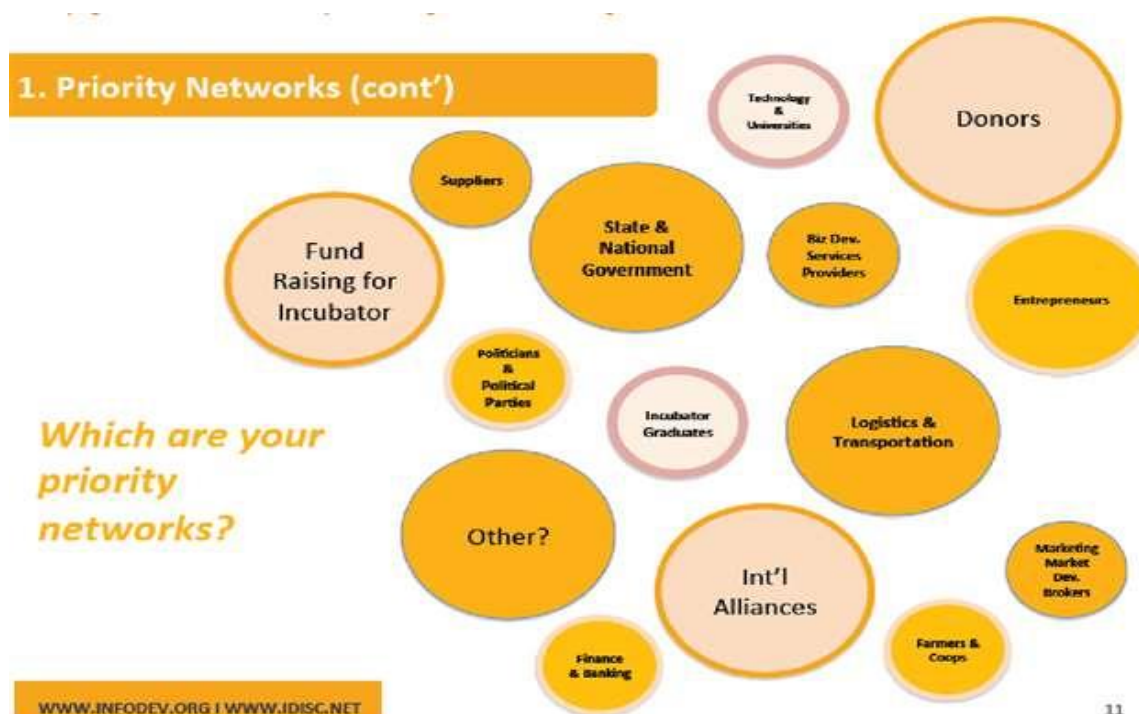 1. Priority Networks (cont')
Technology
&
Universities
Donors
Suppliers
State &
National
Government
Biz Dev.
Services
Providers
Fund
Raising for
Incubator
Entrepreneurs
Politicians
&
Political
Parties
Incubator
Graduates
Logistics &
Transportation
Which are your
priority
networks?
Other?
Int'l
Alliances
Marketing
Market
Dev.
Brokers
Finance
& Banking
Farmers &
Coops
WWW.INFODEV.ORG I WWW.IDISC.NET
11